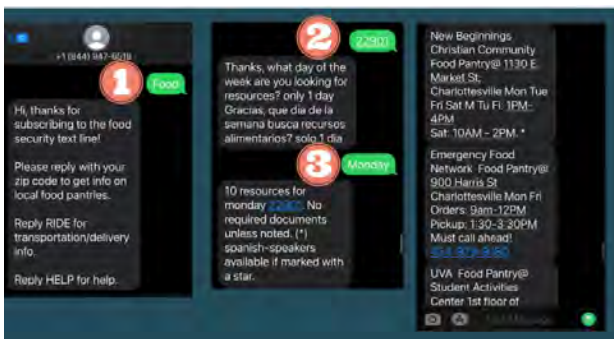 +1 (844) 947-6518
1
Food
Hi, thanks for
subscribing to the food
security text line!
Please reply with your
zip code to get info on
local food pantries.
Reply RIDE for
transportation/delivery
info.
Reply HELP for help.
2
22901
Thanks, what day of the
week are you looking for
resources? only 1 day
Gracias, que dia de la
semana busca recursos
alimentarios? solo 1 dia
3
Monday
10 resources for
monday 22901. No
required documents
unless noted. (*)
spanish-speakers
available if marked with
a star.
New Beginnings
Christian Community
Food Pantry@ 1130 E
Market St;
Charlottesville Mon Tue
Fri Sat M Tu Fi: 1PM-
4PM
Sat: 10AM - 2PM. *
Emergency Food
Network Food Pantry@
900 Harris St
Charlottesville Mon Fri
Orders: 9am-12PM
Pickup: 1:30-3:30PM
Must call ahead!
UVA Food Pantry@
Student Activities
Center 1st floor of